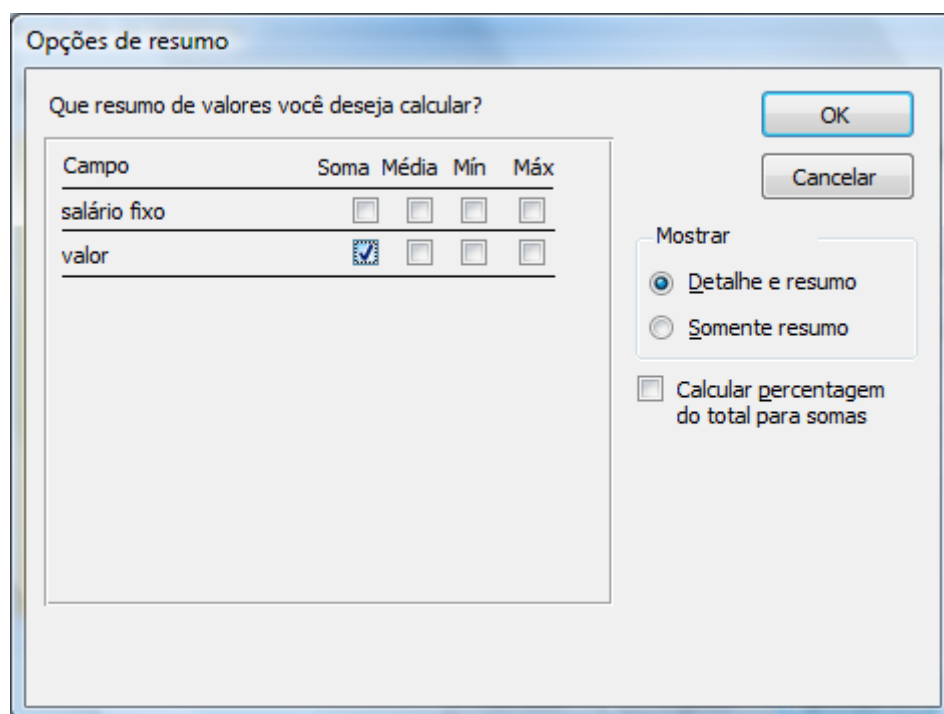 Opções de resumo
Que resumo de valores você deseja calcular?
Campo Soma Média Mín Máx
salário fixo
valor
OK
Cancelar
Mostrar
Detalhe e resumo
Somente resumo
Calcular percentagem
do total para somas